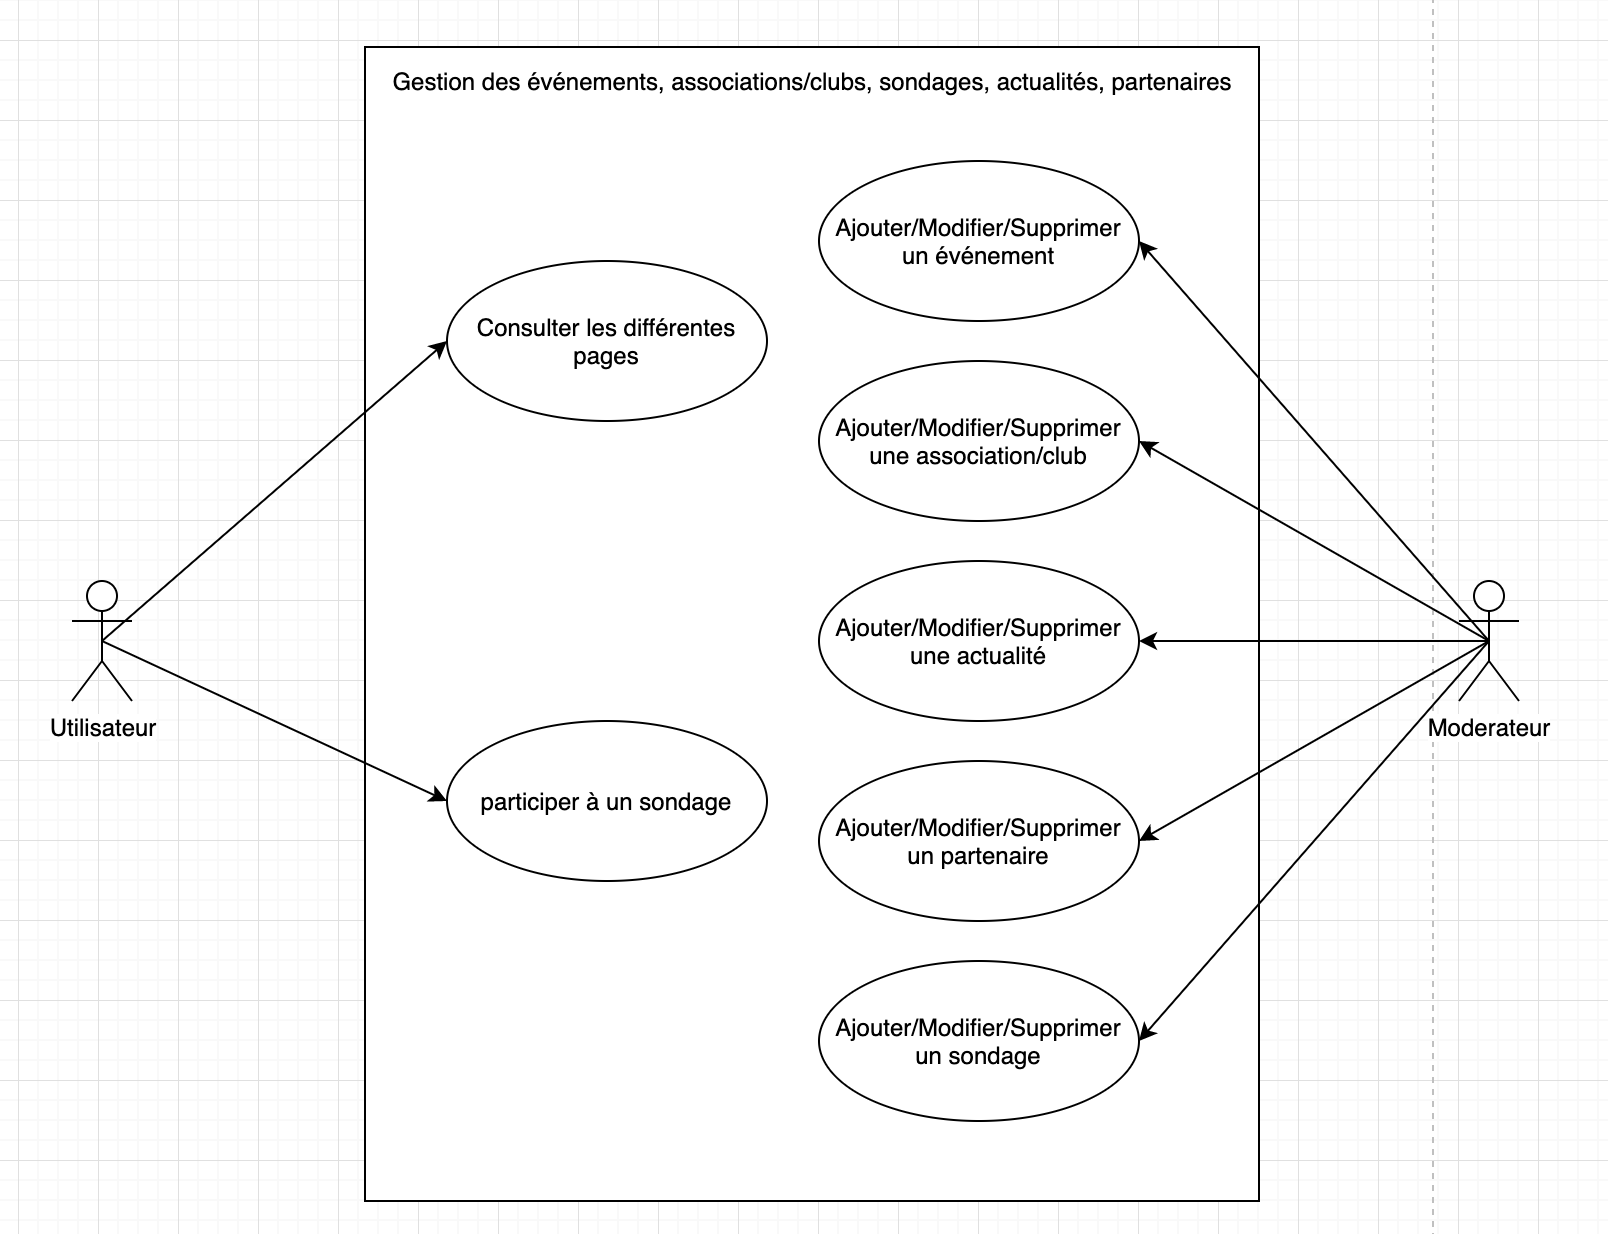 Gestion des événements, associations/clubs, sondages, actualités, partenaires
Ajouter/Modifier/Supprimer
un événement
Consulter les différentes
pages
Ajouter/Modifier/Supprimer
une association/club
Ajouter/Modifier/Supprimer
une actualité
Utilisateur
Moderateur
participer à un sondage
Ajouter/Modifier/Supprimer
un partenaire
Ajouter/Modifier/Supprimer
un sondage